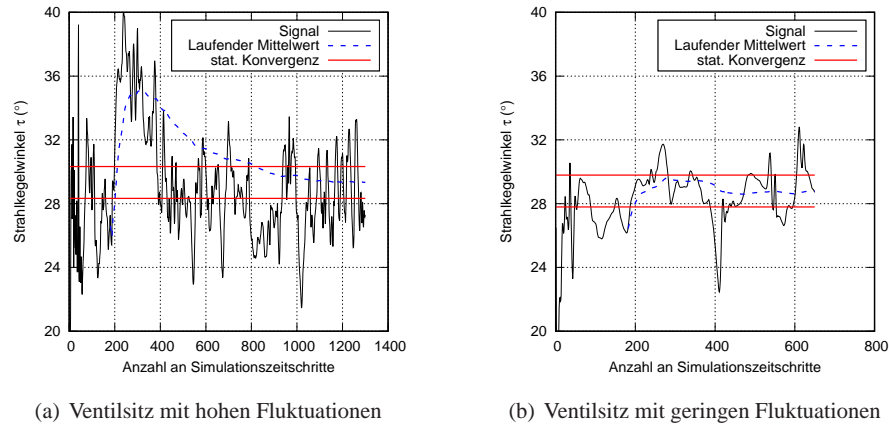 40
36
32
28
24
20
0 200 400 600 800 1000 1200 1400
Strahlkegelwinkel τ (°)
Anzahl an Simulationszeitschritte
Signal
Laufender Mittelwert
stat. Konvergenz
(a) Ventilsitz mit hohen Fluktuationen
40
36
32
28
24
20
0 200 400 600 800
Strahlkegelwinkel τ (°)
Anzahl an Simulationszeitschritte
Signal
Laufender Mittelwert
stat. Konvergenz
(b) Ventilsitz mit geringen Fluktuationen